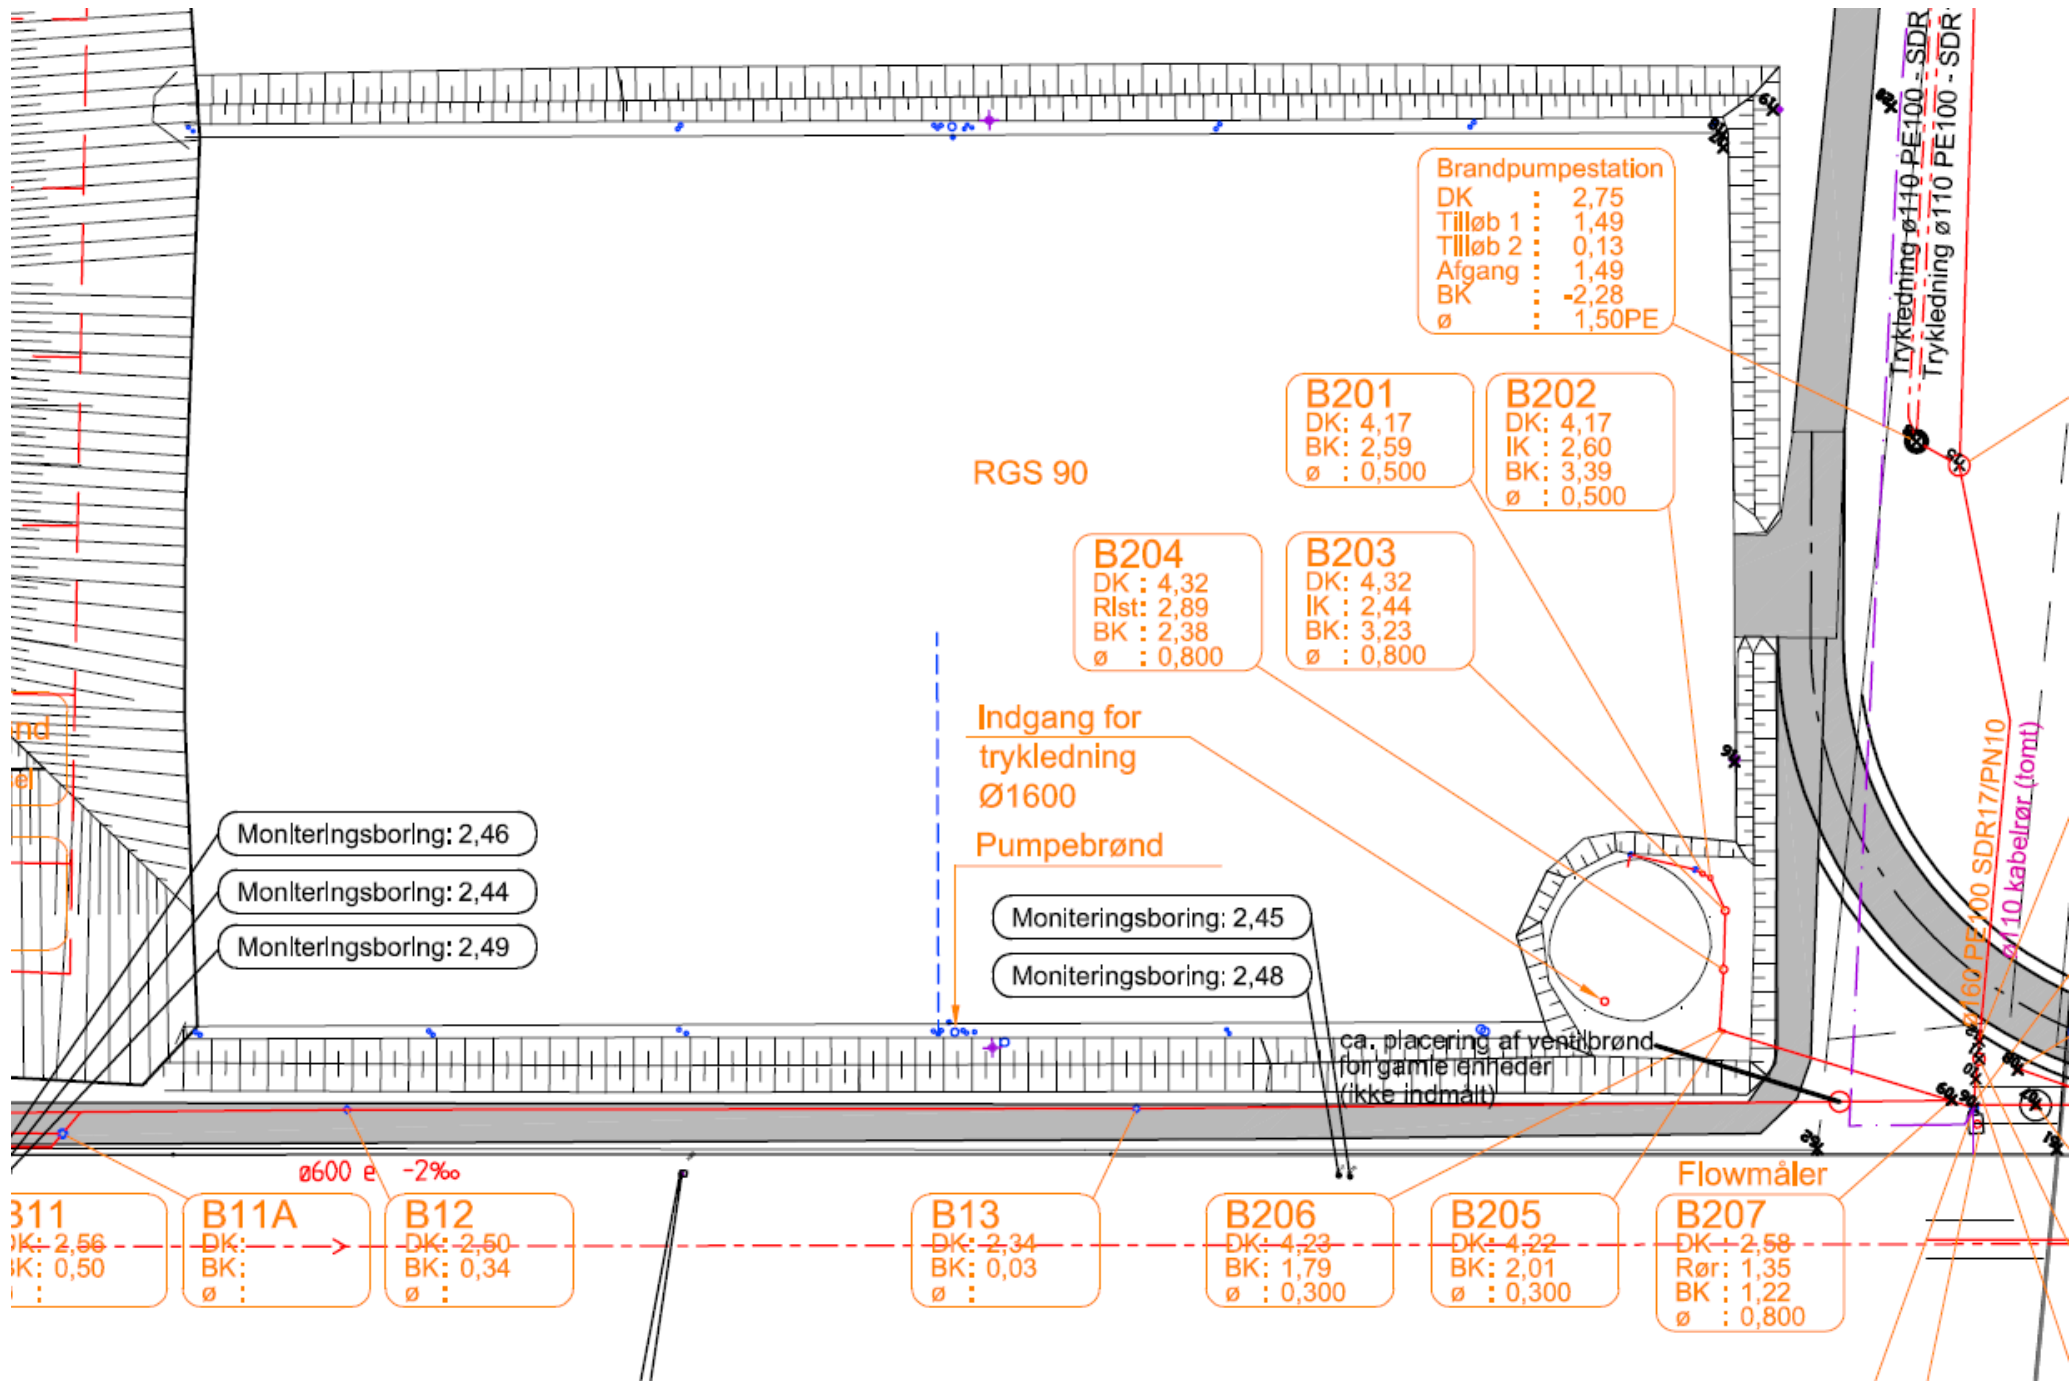 Trykledning ø110 PE100 - SDR
Trykledning ø110 PE100 - SDR
Brandpumpestation
DK : 2,75
Tilløb 1 : 1,49
Tilløb 2 : 0,13
Afgang : 1,49
BK : -2,28
ø : 1,50PE
B201
DK: 4,17
BK: 2,59
ø : 0,500
B202
DK: 4,17
IK : 2,60
BK: 3,39
ø : 0,500
RGS 90
B204
DK : 4,32
Rist: 2,89
BK : 2,38
ø : 0,800
B203
DK: 4,32
IK : 2,44
BK: 3,23
ø : 0,800
Indgang for
trykledning
Ø1600
Pumpebrønd
Moniteringsboring: 2,46
Moniteringsboring: 2,44
Moniteringsboring: 2,49
Moniteringsboring: 2,45
Moniteringsboring: 2,48
ø160 PE100 SDR17/PN10
ø110 kabelrør (tomt)
ca. placering af ventilbrønd
for gamle enheder
(ikke indmålt)
ø600 e -2‰
Flowmåler
B11
DK: 2,56
BK: 0,50
B11A
DK:
BK:
ø :
B12
DK: 2,50
BK: 0,34
ø :
B13
DK: 2,34
BK: 0,03
ø :
B206
DK: 4,23
BK: 1,79
ø : 0,300
B205
DK: 4,22
BK: 2,01
ø : 0,300
B207
DK : 2,58
Rør: 1,35
BK : 1,22
ø : 0,800